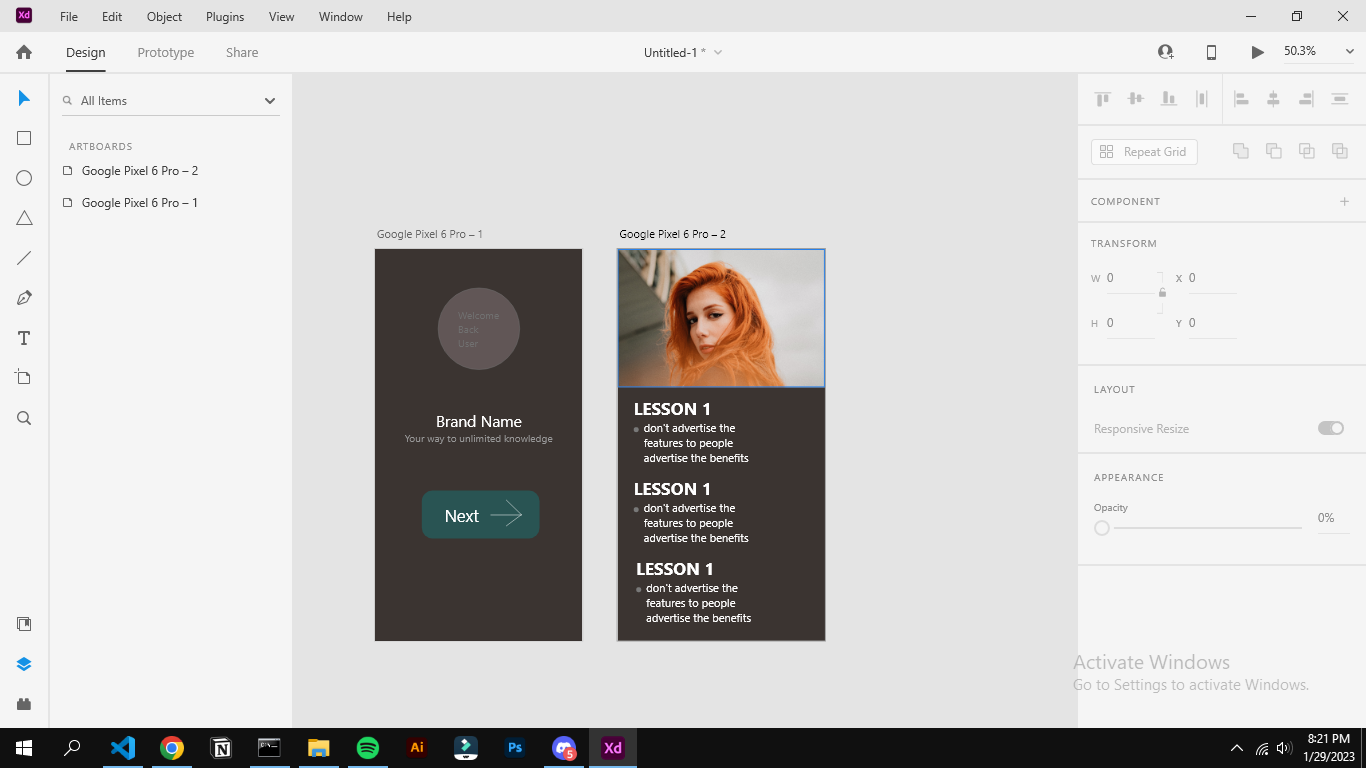 Xd File Edit Object Plugins View Window Help
Design Prototype Share Untitled-1 * 50.3%
All Items
ARTBOARDS
Google Pixel 6 Pro – 2
Google Pixel 6 Pro – 1
Google Pixel 6 Pro – 1
Welcome
Back
User
Brand Name
Your way to unlimited knowledge
Next
Google Pixel 6 Pro – 2
LESSON 1
don't advertise the
features to people
advertise the benefits
LESSON 1
don't advertise the
features to people
advertise the benefits
LESSON 1
don't advertise the
features to people
advertise the benefits
Repeat Grid
COMPONENT
TRANSFORM
W 0 X 0
H 0 Y 0
LAYOUT
Responsive Resize
APPEARANCE
Opacity
0%
Activate Windows
Go to Settings to activate Windows.
Ai Ps 5 Xd
8:21 PM
1/29/2023